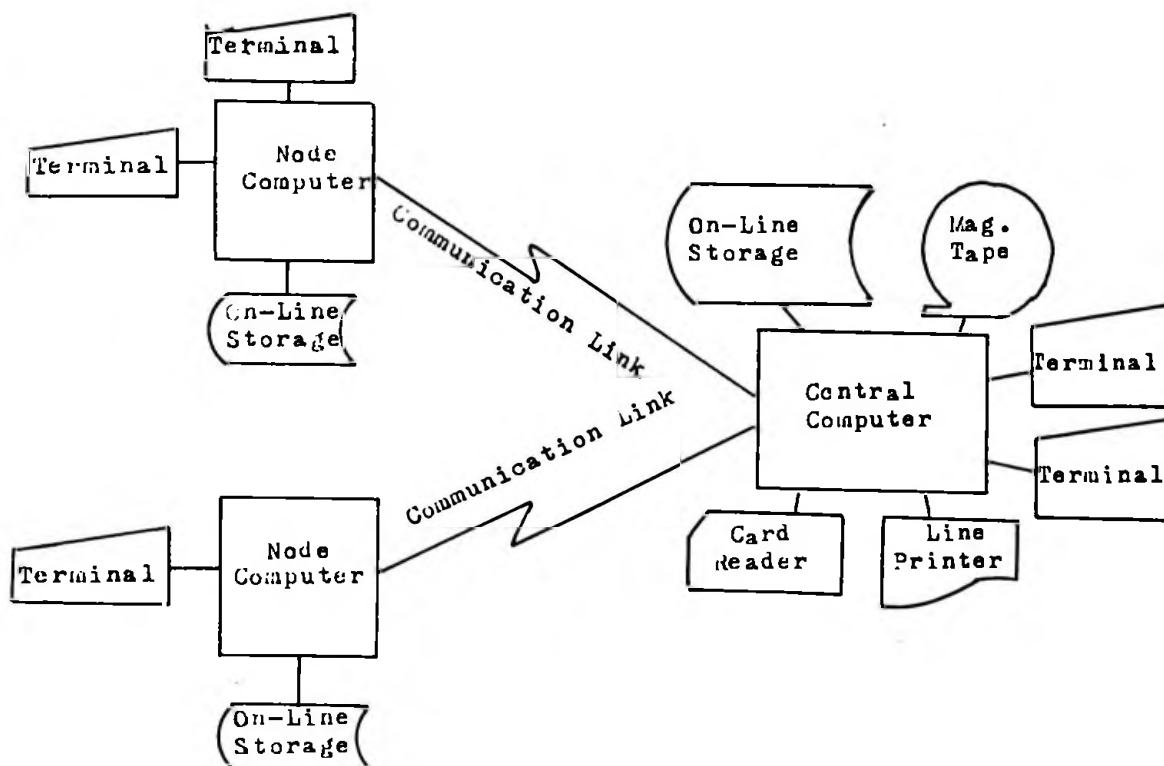 Terminal
Terminal
Node
Computer
On-Line
Storage
Communication Link
Communication Link
On-Line
Storage
Mag.
Tape
Terminal
Central
Computer
Terminal
Card
Reader
Line
Printer
Node
Computer
Terminal
On-Line
Storage